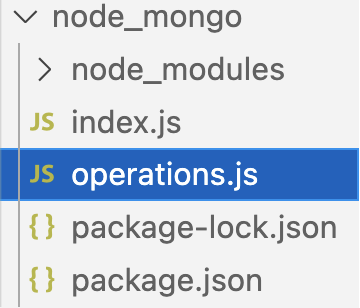 node_mongo
node_modules
JS index.js
JS operations.js
{} package-lock.json
{} package.json